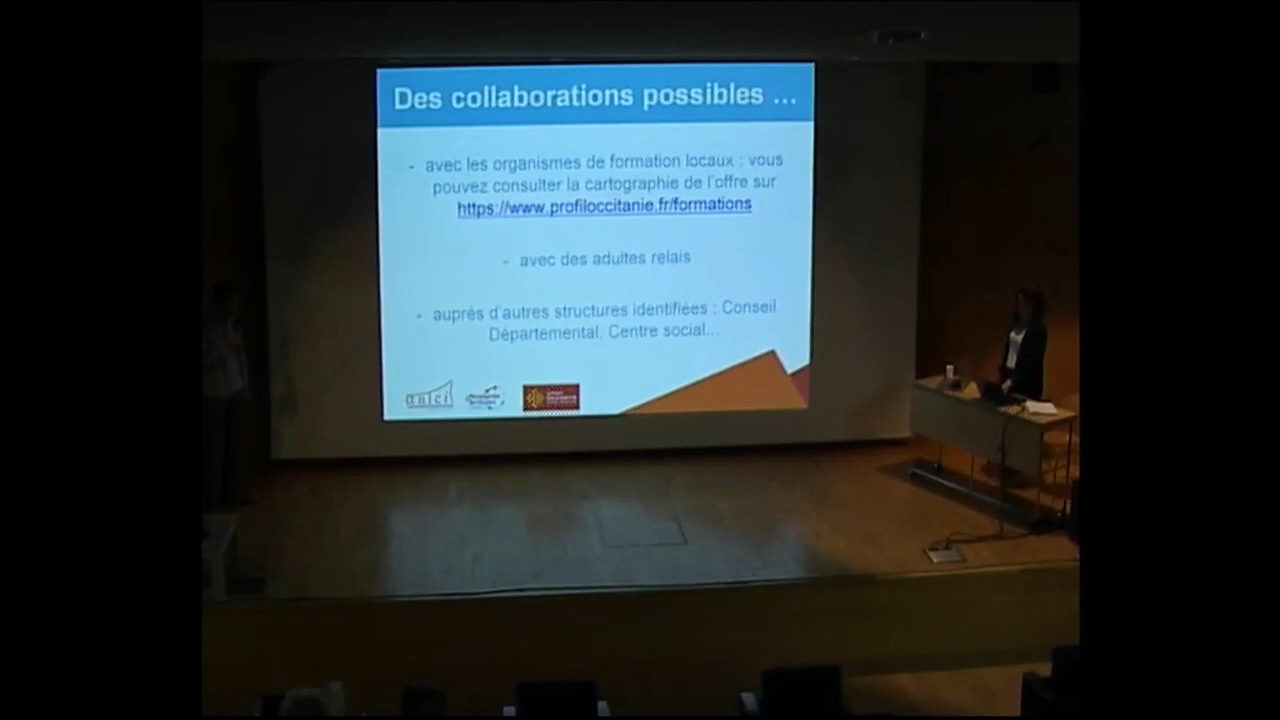 Des collaborations possibles ...
- avec les organismes de formation locaux : vous
pouvez consulter la cartographie de l'offre sur
https://www.profiloccitanie.fr/formations
- avec des adultes relais
- auprès d'autres structures identifiées : Conseil
Départemental, Centre social...